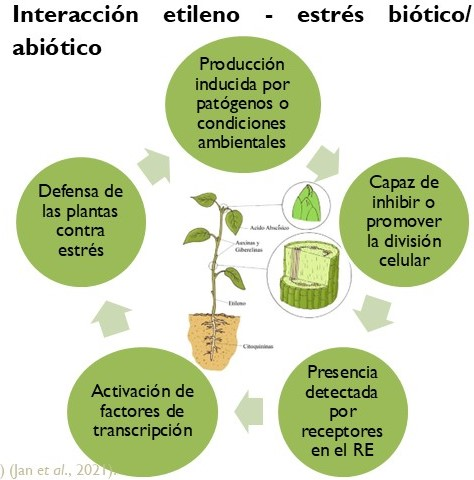 Interacción etileno - estrés biótico/
abiótico
Producción
inducida por
patógenos o
condiciones
ambientales
Capaz de
inhibir o
promover
la división
celular
Presencia
detectada
por
receptores
en el RE
Activación de
factores de
transcripción
Defensa de
las plantas
contra
estrés
Acido Abscísico
Auxinas y
Giberelinas
Etileno
Citoquininas
) (Jan et al., 2021).